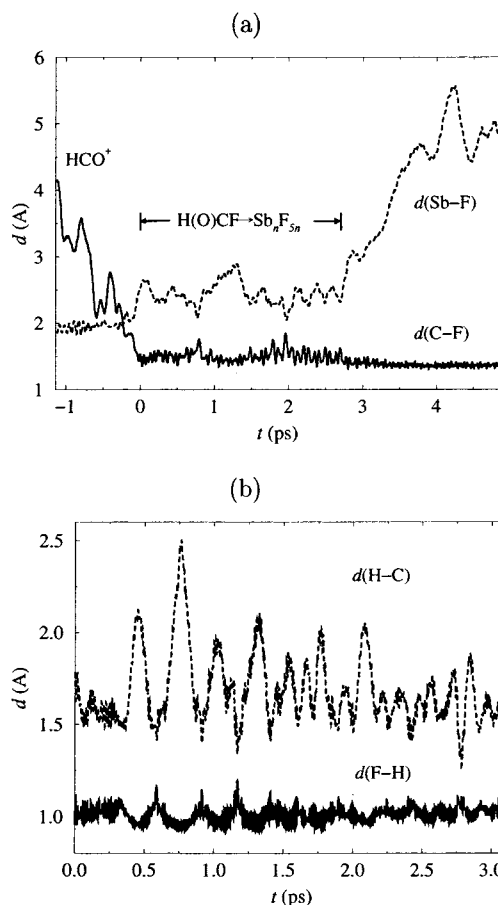 (a)
6
5
4
3
2
1
d (A)
HCO⁺
H(O)CF→SbₙF₅ₙ
d(Sb–F)
d(C–F)
−1 0 1 2 3 4
t (ps)
(b)
2.5
2.0
1.5
1.0
d (A)
d(H–C)
d(F–H)
0.0 0.5 1.0 1.5 2.0 2.5 3.0
t (ps)